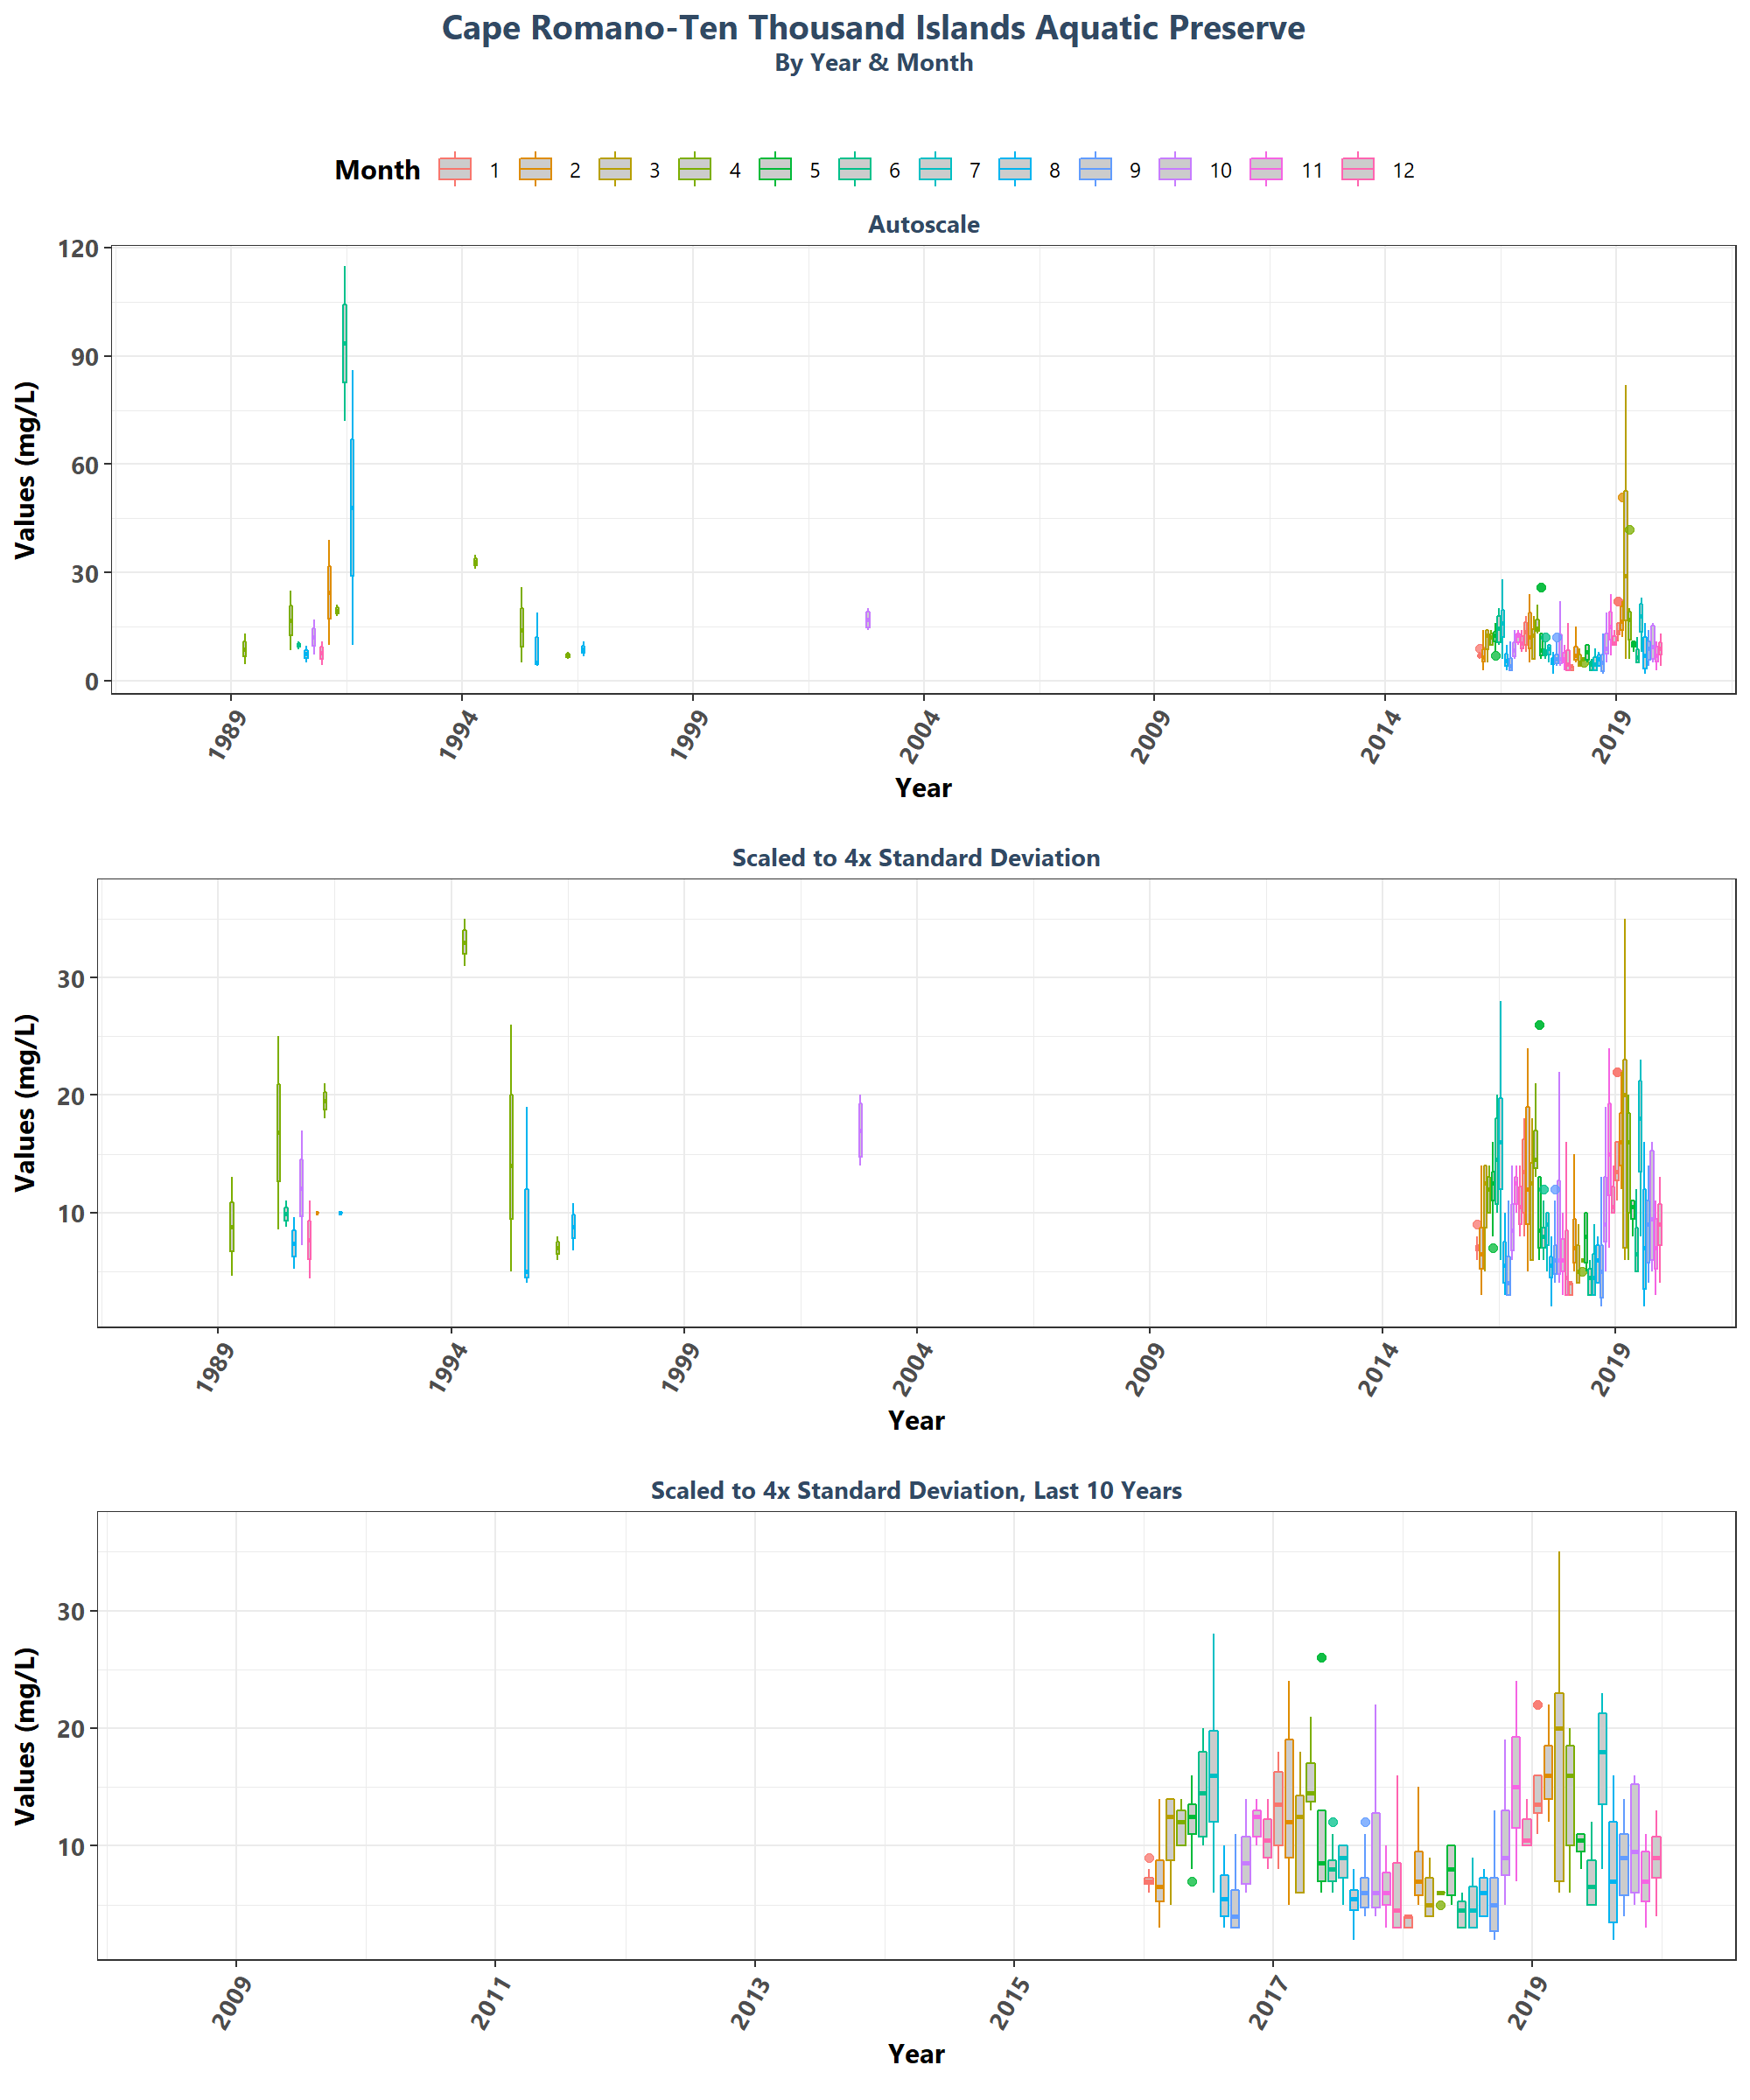 Cape Romano-Ten Thousand Islands Aquatic Preserve
By Year & Month
Month 1 2 3 4 5 6 7 8 9 10 11 12
Autoscale
Values (mg/L)
120
90
60
30
0
1989 1994 1999 2004 2009 2014 2019
Year
Scaled to 4x Standard Deviation
Values (mg/L)
30
20
10
1989 1994 1999 2004 2009 2014 2019
Year
Scaled to 4x Standard Deviation, Last 10 Years
Values (mg/L)
30
20
10
2009 2011 2013 2015 2017 2019
Year